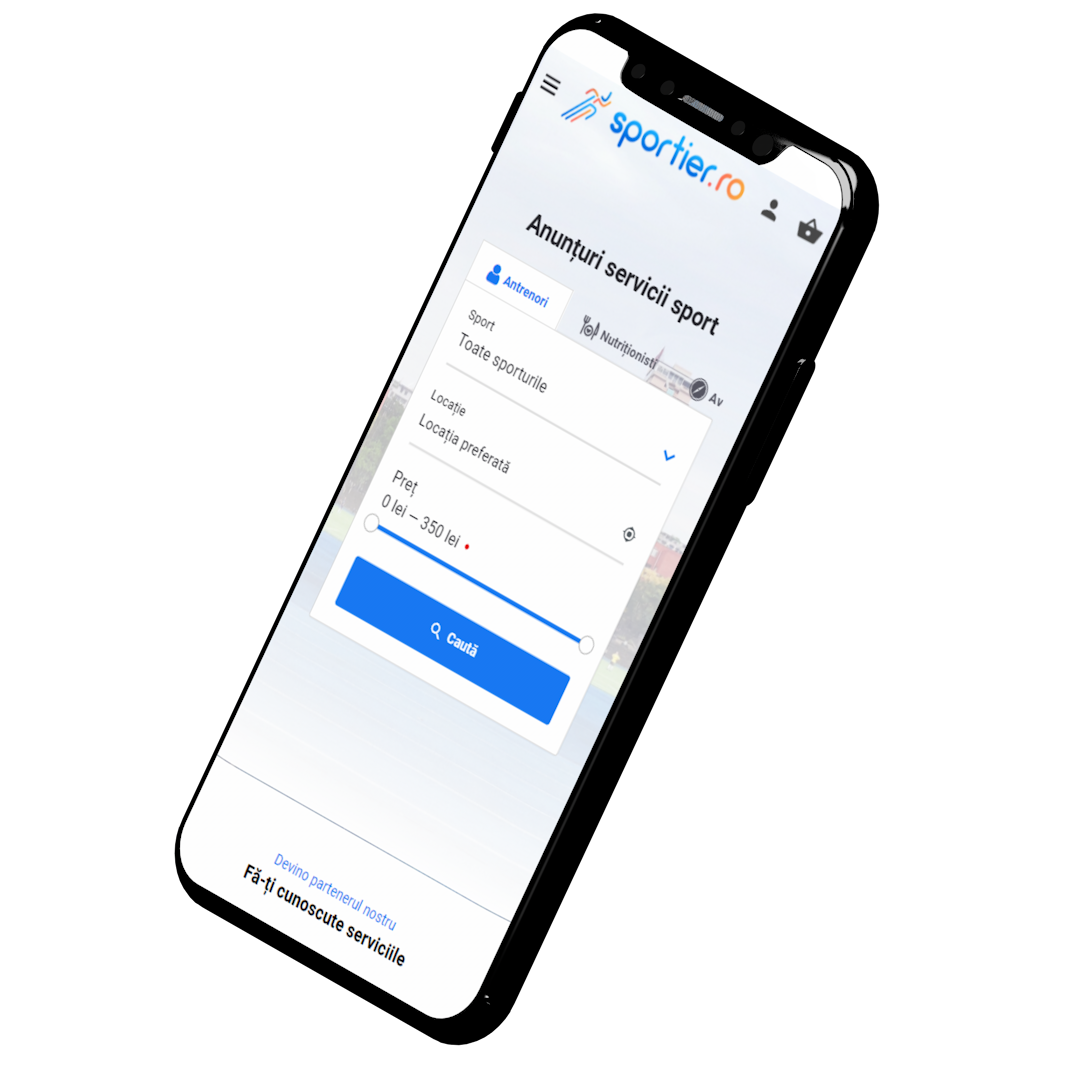 sportier.ro
Anunțuri servicii sport
Antrenori
Nutriționisti
Av
Sport
Toate sporturile
Locație
Locația preferată
Preț
0 lei – 350 lei
Caută
Devino partenerul nostru
Fă-ți cunoscute serviciile